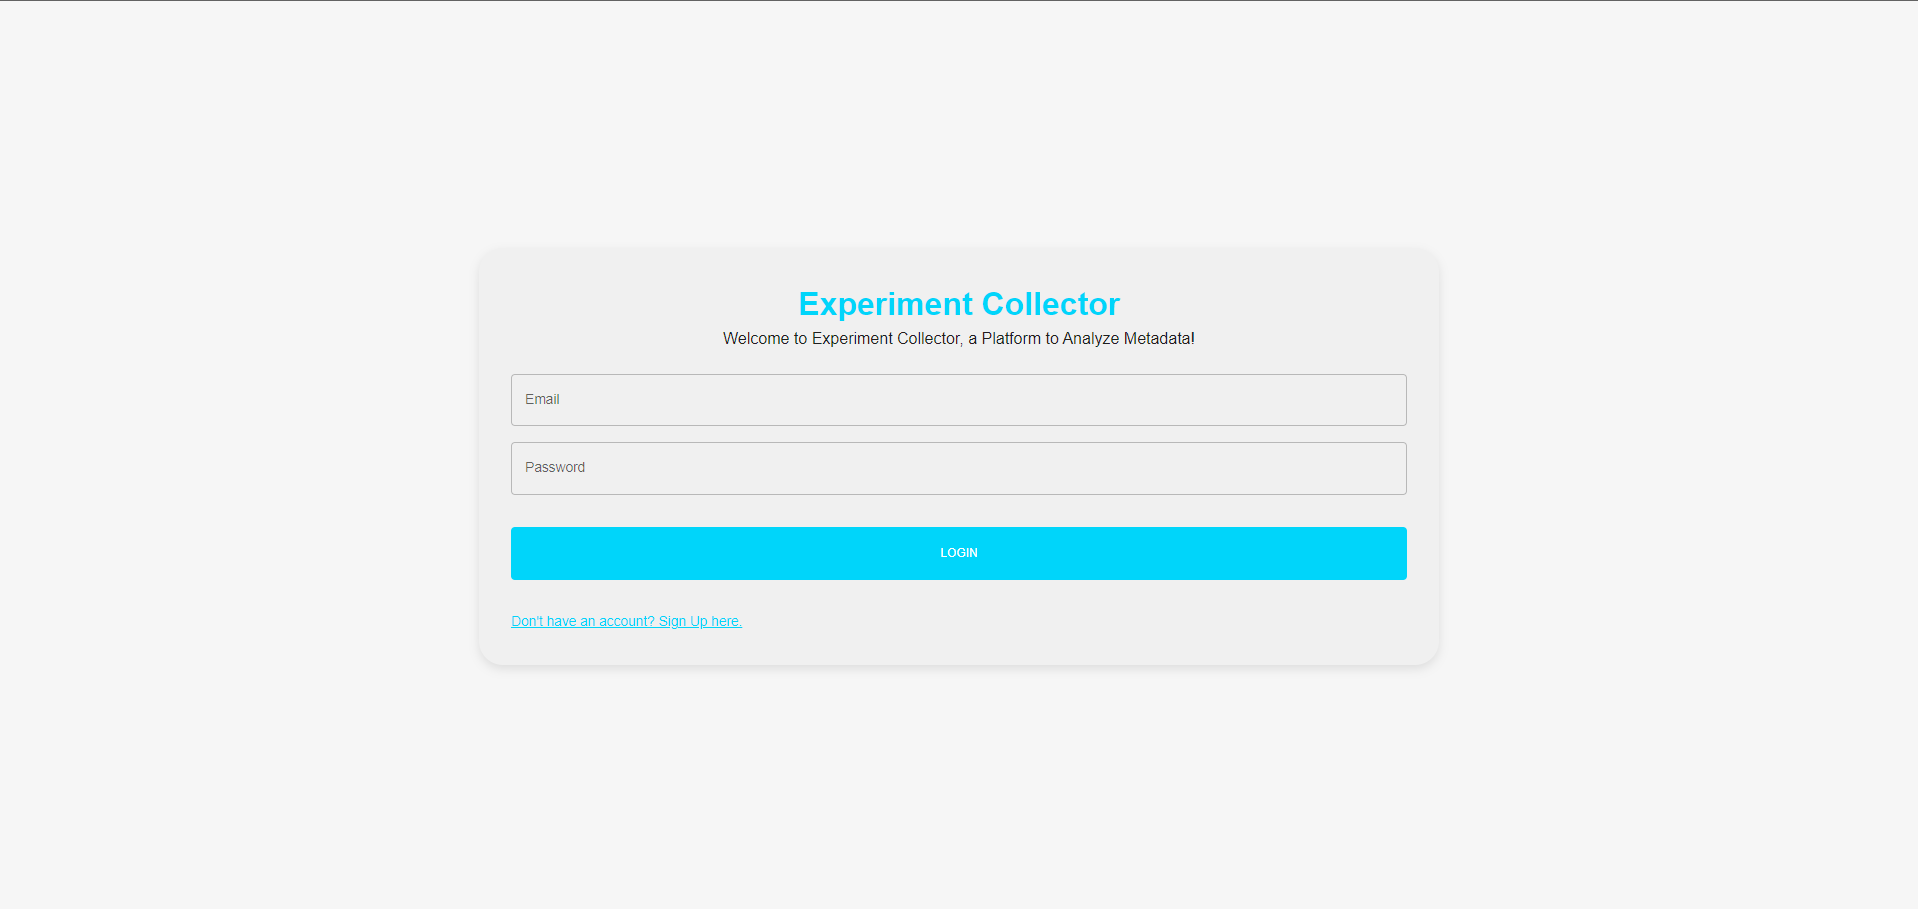 Experiment Collector
Welcome to Experiment Collector, a Platform to Analyze Metadata!
Email
Password
LOGIN
Don't have an account? Sign Up here.